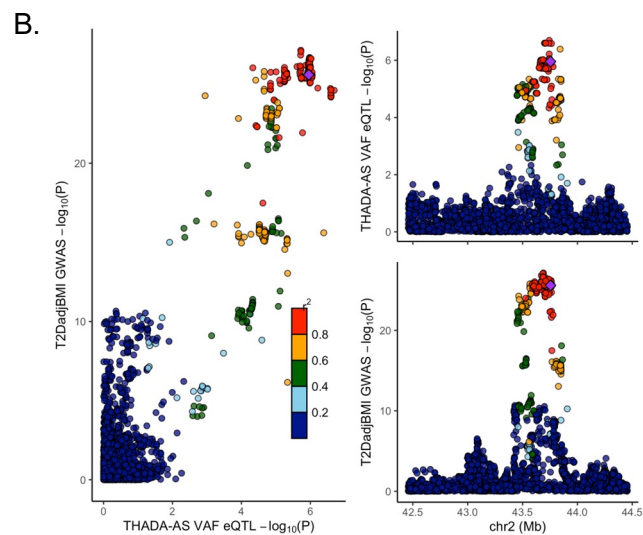 B.
T2DadjBMI GWAS −log10(P)
20
10
0
0 2 4 6
THADA-AS VAF eQTL −log10(P)
r2
0.8
0.6
0.4
0.2
THADA-AS VAF eQTL −log10(P)
6
4
2
0
T2DadjBMI GWAS −log10(P)
20
10
0
42.5 43.0 43.5 44.0 44.5
chr2 (Mb)